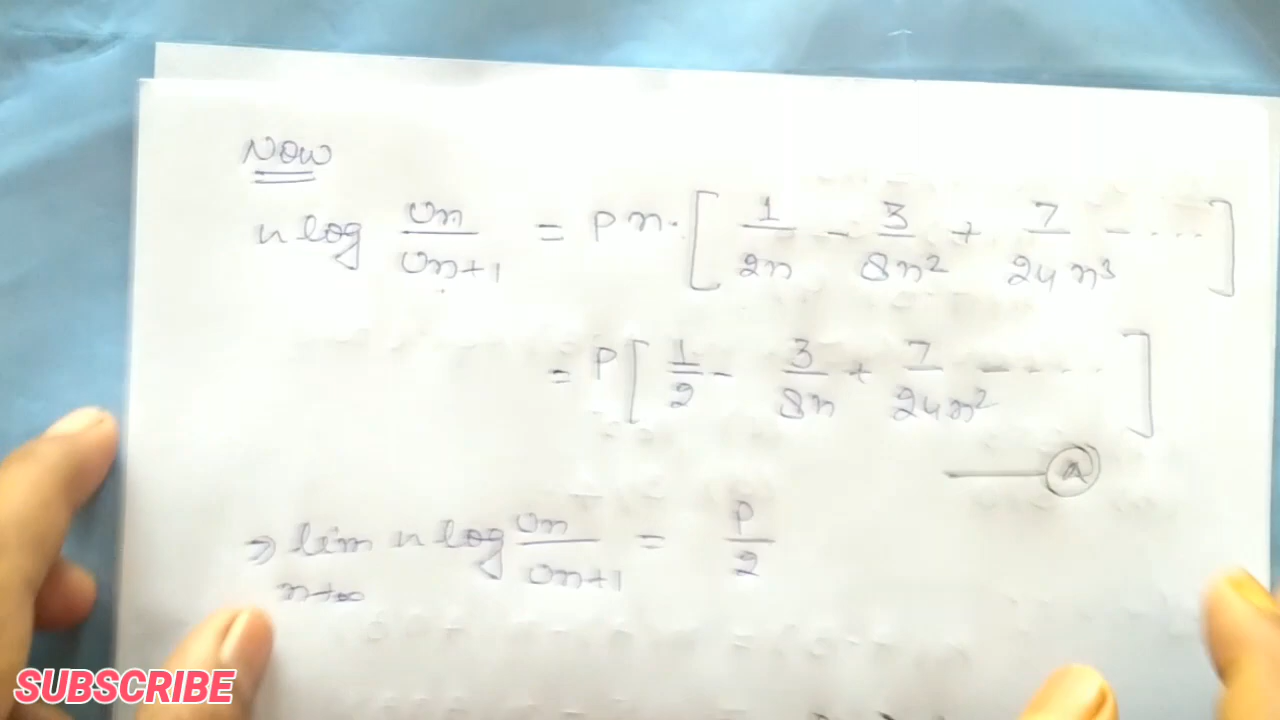 Now
n log Un/Un+1 = P n. [ 1/2n - 3/8n² + 7/24n³ - .... ]
= P [ 1/2 - 3/8n + 7/24n² - .... ]
A
⇒ lim n→∞ n log Un/Un+1 = P/2
SUBSCRIBE